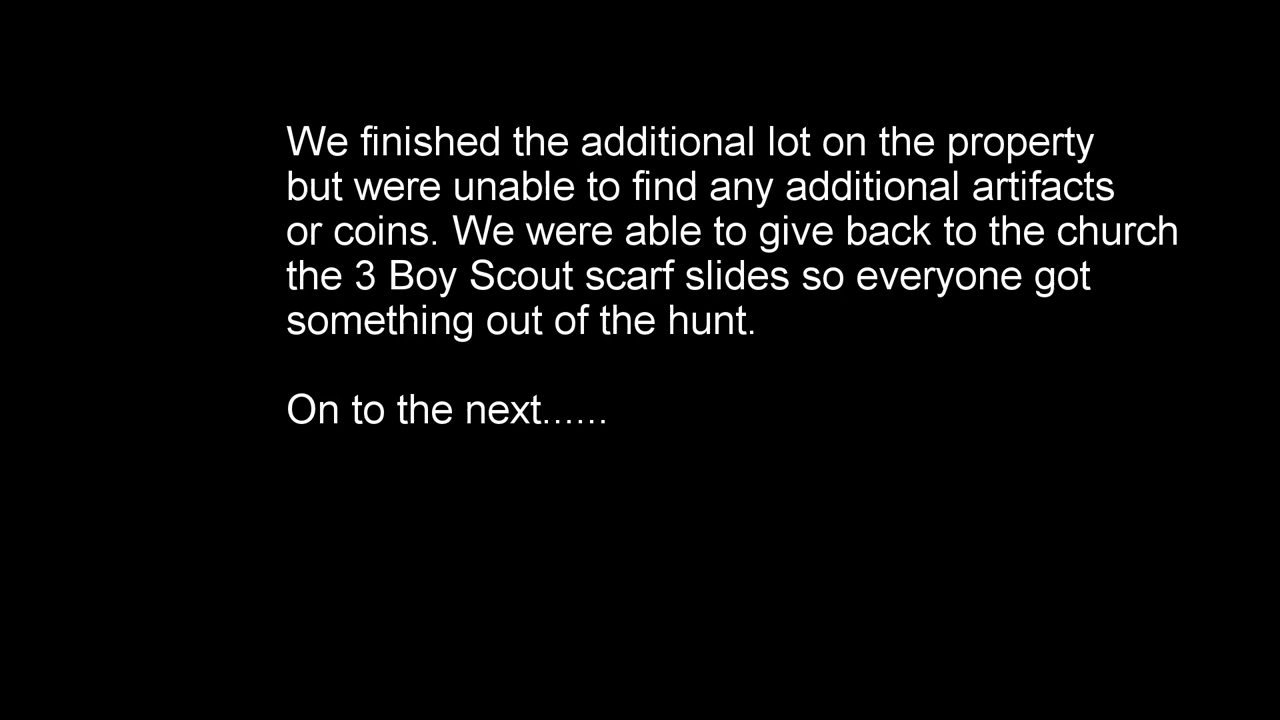 We finished the additional lot on the property
but were unable to find any additional artifacts
or coins. We were able to give back to the church
the 3 Boy Scout scarf slides so everyone got
something out of the hunt.
On to the next......